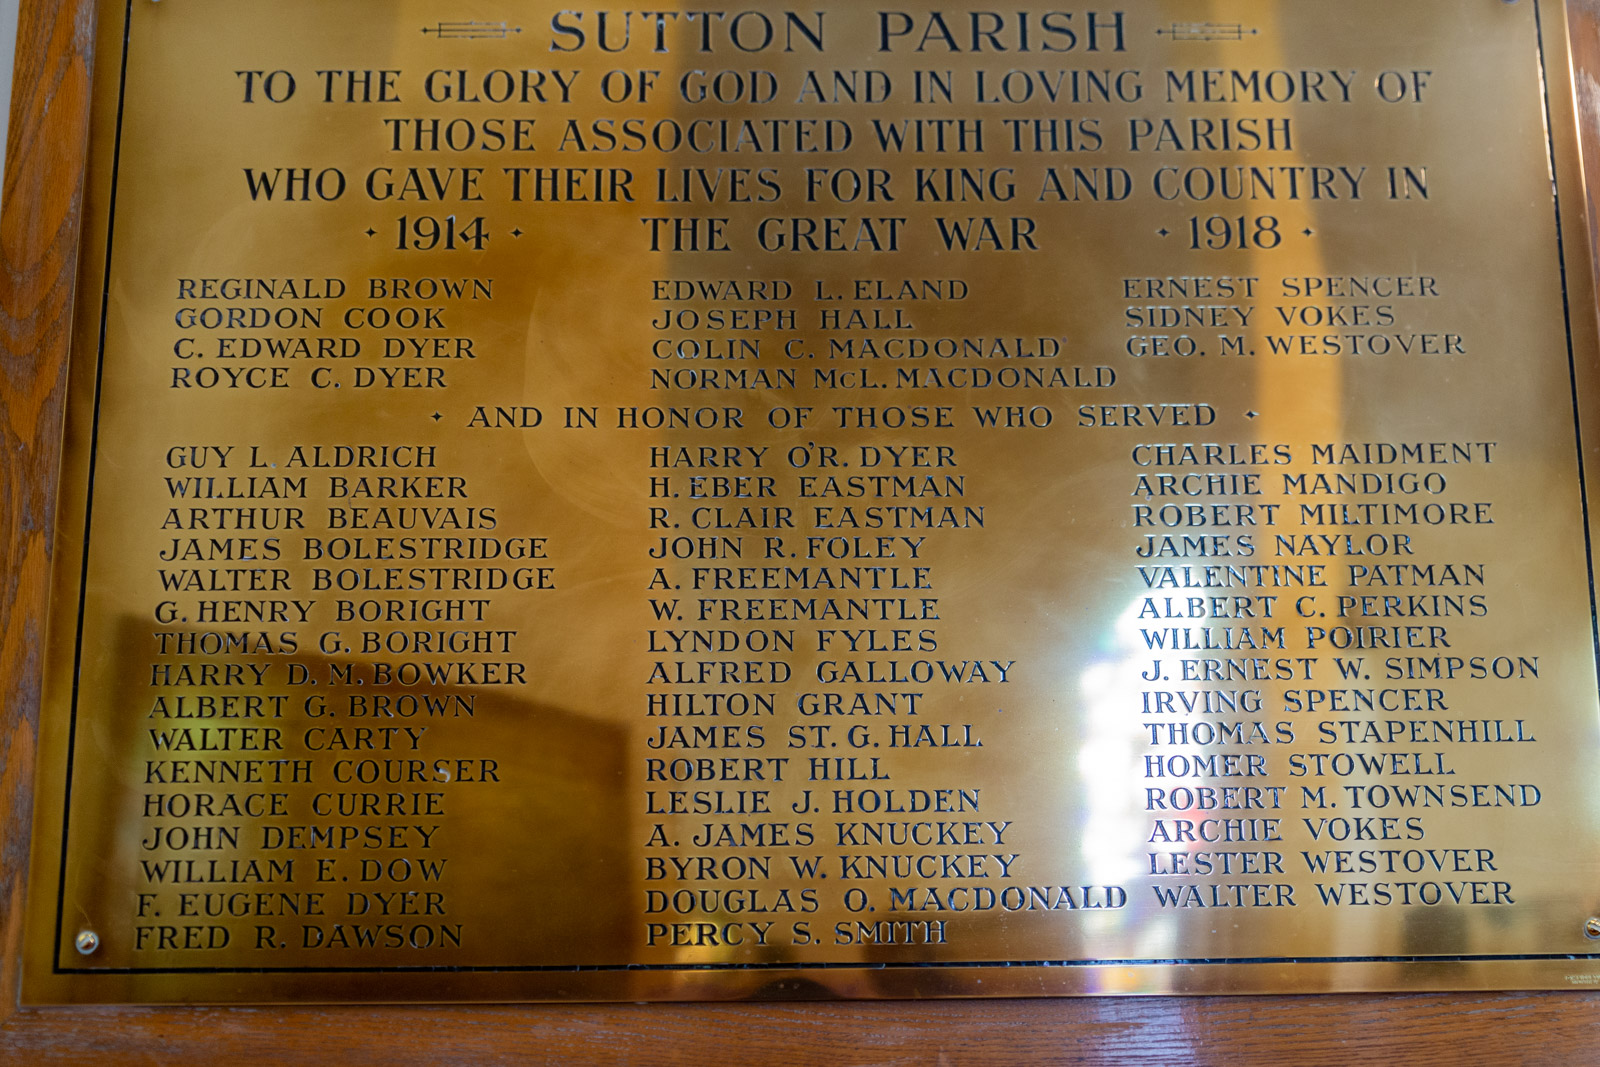 SUTTON PARISH
TO THE GLORY OF GOD AND IN LOVING MEMORY OF
THOSE ASSOCIATED WITH THIS PARISH
WHO GAVE THEIR LIVES FOR KING AND COUNTRY IN
· 1914 · THE GREAT WAR · 1918 ·
REGINALD BROWN
GORDON COOK
C. EDWARD DYER
ROYCE C. DYER
EDWARD L. ELAND
JOSEPH HALL
COLIN C. MACDONALD
NORMAN McL. MACDONALD
ERNEST SPENCER
SIDNEY VOKES
GEO. M. WESTOVER
· AND IN HONOR OF THOSE WHO SERVED ·
GUY L. ALDRICH
WILLIAM BARKER
ARTHUR BEAUVAIS
JAMES BOLESTRIDGE
WALTER BOLESTRIDGE
G. HENRY BORIGHT
THOMAS G. BORIGHT
HARRY D. M. BOWKER
ALBERT G. BROWN
WALTER CARTY
KENNETH COURSER
HORACE CURRIE
JOHN DEMPSEY
WILLIAM E. DOW
F. EUGENE DYER
FRED R. DAWSON
HARRY O'R. DYER
H. EBER EASTMAN
R. CLAIR EASTMAN
JOHN R. FOLEY
A. FREEMANTLE
W. FREEMANTLE
LYNDON FYLES
ALFRED GALLOWAY
HILTON GRANT
JAMES ST. G. HALL
ROBERT HILL
LESLIE J. HOLDEN
A. JAMES KNUCKEY
BYRON W. KNUCKEY
DOUGLAS O. MACDONALD
PERCY S. SMITH
CHARLES MAIDMENT
ARCHIE MANDIGO
ROBERT MILTIMORE
JAMES NAYLOR
VALENTINE PATMAN
ALBERT C. PERKINS
WILLIAM POIRIER
J. ERNEST W. SIMPSON
IRVING SPENCER
THOMAS STAPENHILL
HOMER STOWELL
ROBERT M. TOWNSEND
ARCHIE VOKES
LESTER WESTOVER
WALTER WESTOVER